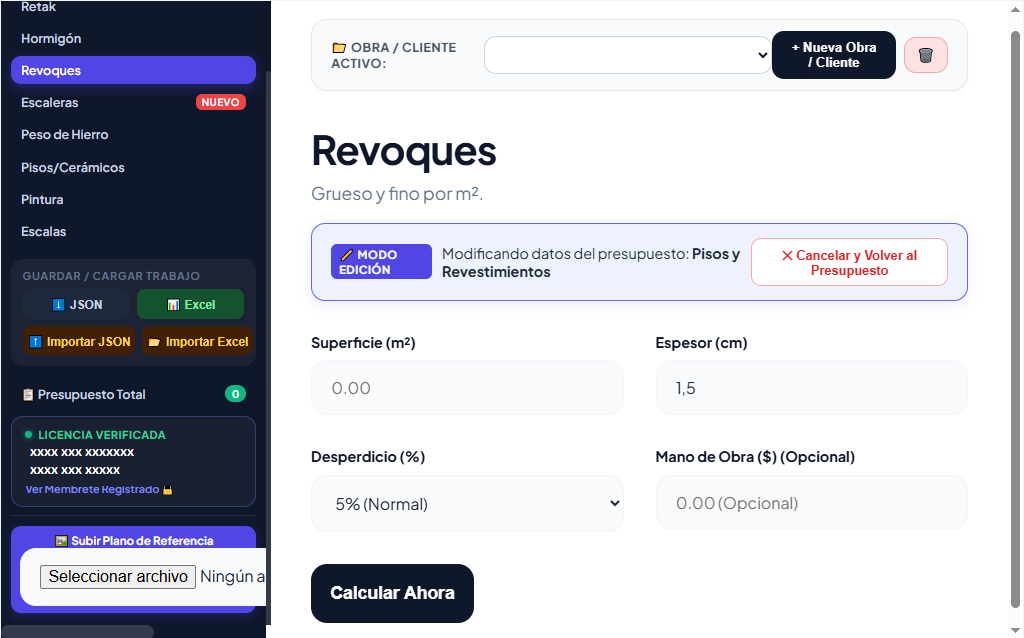 Retak
Hormigón
Revoques
Escaleras NUEVO
Peso de Hierro
Pisos/Cerámicos
Pintura
Escalas
GUARDAR / CARGAR TRABAJO
⬇️ JSON 📊 Excel
⬆️ Importar JSON 📂 Importar Excel
📋 Presupuesto Total 0
LICENCIA VERIFICADA
xxxx xxx xxxxxxx
xxxx xxx xxxxx
Ver Membrete Registrado 🔒
🖼️ Subir Plano de Referencia
Seleccionar archivo Ningún a
📁 OBRA / CLIENTE
ACTIVO:
+ Nueva Obra
/ Cliente
Revoques
Grueso y fino por m².
✏️ MODO
EDICIÓN
Modificando datos del presupuesto: Pisos y
Revestimientos
❌ Cancelar y Volver al
Presupuesto
Superficie (m²) Espesor (cm)
0.00 1,5
Desperdicio (%) Mano de Obra ($) (Opcional)
5% (Normal) 0.00 (Opcional)
Calcular Ahora